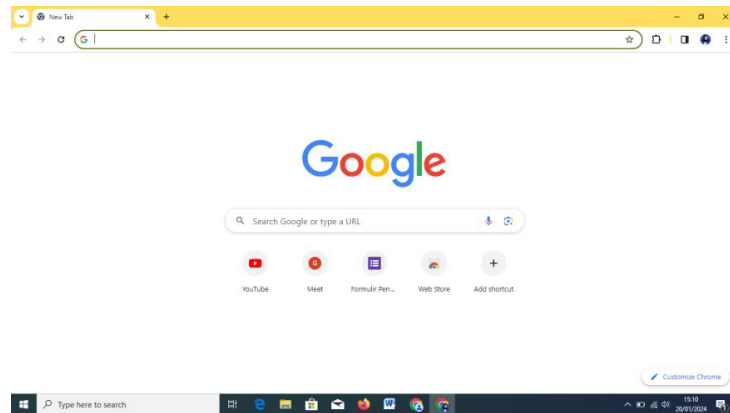 New Tab
Google
Search Google or type a URL
YouTube
Meet
Formulir Pen...
Web Store
Add shortcut
Customize Chrome
Type here to search
15:10
20/01/2024